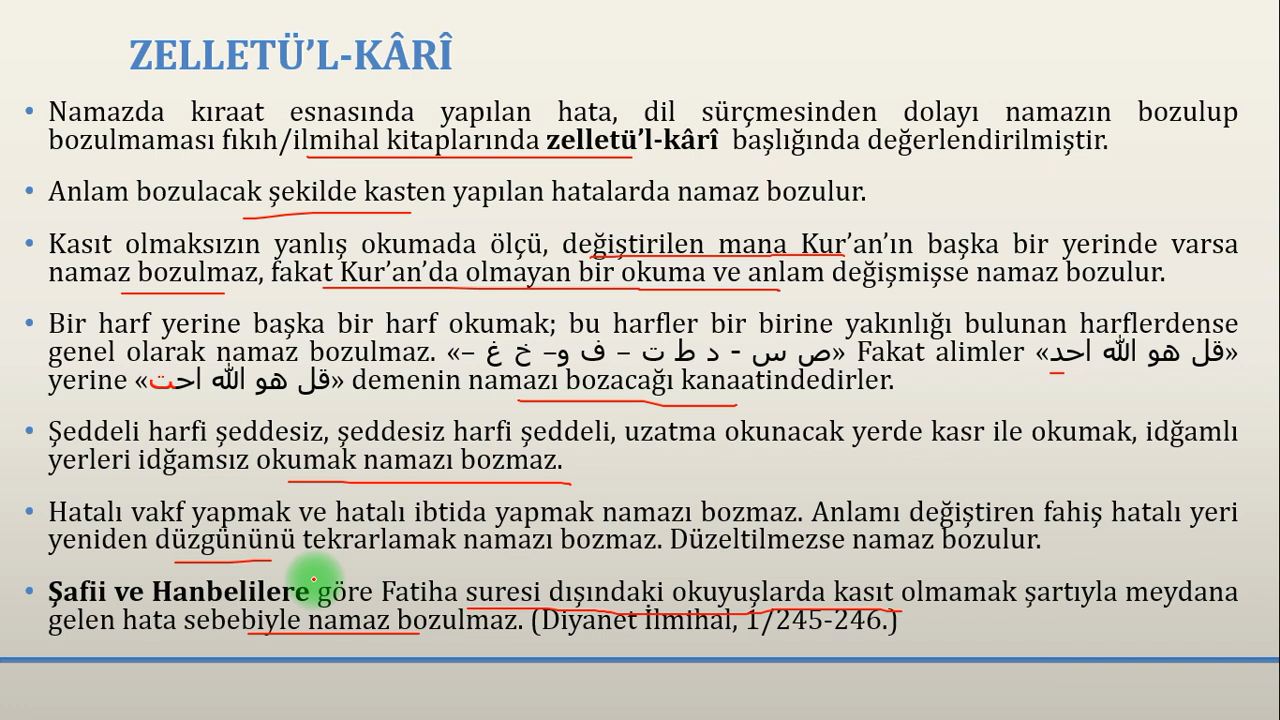 ZELLETÜ’L-KÂRÎ
• Namazda kıraat esnasında yapılan hata, dil sürçmesinden dolayı namazın bozulup
bozulmaması fıkıh/ilmihal kitaplarında zelletü’l-kârî başlığında değerlendirilmiştir.
• Anlam bozulacak şekilde kasten yapılan hatalarda namaz bozulur.
• Kasıt olmaksızın yanlış okumada ölçü, değiştirilen mana Kur’an’ın başka bir yerinde varsa
namaz bozulmaz, fakat Kur’an’da olmayan bir okuma ve anlam değişmişse namaz bozulur.
• Bir harf yerine başka bir harf okumak; bu harfler bir birine yakınlığı bulunan harflerdense
genel olarak namaz bozulmaz. «ص س - د ط ت – ف و– خ غ –» Fakat alimler «قل هو الله احد»
yerine «قل هو الله احت» demenin namazı bozacağı kanaatindedirler.
• Şeddeli harfi şeddesiz, şeddesiz harfi şeddeli, uzatma okunacak yerde kasr ile okumak, idğamlı
yerleri idğamsız okumak namazı bozmaz.
• Hatalı vakf yapmak ve hatalı ibtida yapmak namazı bozmaz. Anlamı değiştiren fahiş hatalı yeri
yeniden düzgününü tekrarlamak namazı bozmaz. Düzeltilmezse namaz bozulur.
• Şafii ve Hanbelilere göre Fatiha suresi dışındaki okuyuşlarda kasıt olmamak şartıyla meydana
gelen hata sebebiyle namaz bozulmaz. (Diyanet İlmihal, 1/245-246.)